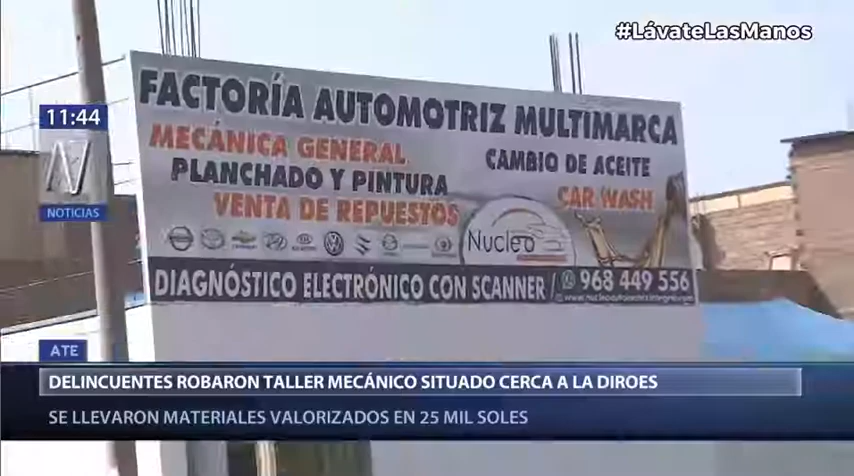 #LávateLasManos
11:44
N
NOTICIAS
FACTORÍA AUTOMOTRIZ MULTIMARCA
MECÁNICA GENERAL
PLANCHADO Y PINTURA
VENTA DE REPUESTOS
CAMBIO DE ACEITE
CAR WASH
Nucleo
DIAGNÓSTICO ELECTRÓNICO CON SCANNER / 968 449 556
ATE
DELINCUENTES ROBARON TALLER MECÁNICO SITUADO CERCA A LA DIROES
SE LLEVARON MATERIALES VALORIZADOS EN 25 MIL SOLES